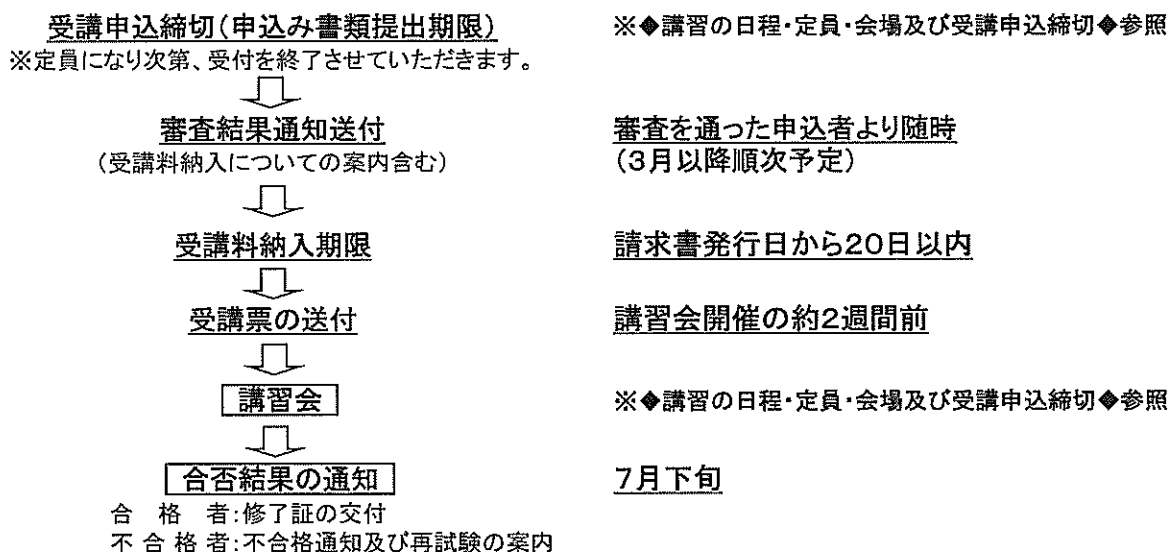 受講申込締切(申込み書類提出期限)
※◆講習の日程・定員・会場及び受講申込締切◆参照
※定員になり次第、受付を終了させていただきます。
審査結果通知送付
審査を通った申込者より随時
(受講料納入についての案内含む)
(3月以降順次予定)
受講料納入期限
請求書発行日から20日以内
受講票の送付
講習会開催の約2週間前
講習会
※◆講習の日程・定員・会場及び受講申込締切◆参照
合否結果の通知
7月下旬
合格者:修了証の交付
不合格者:不合格通知及び再試験の案内